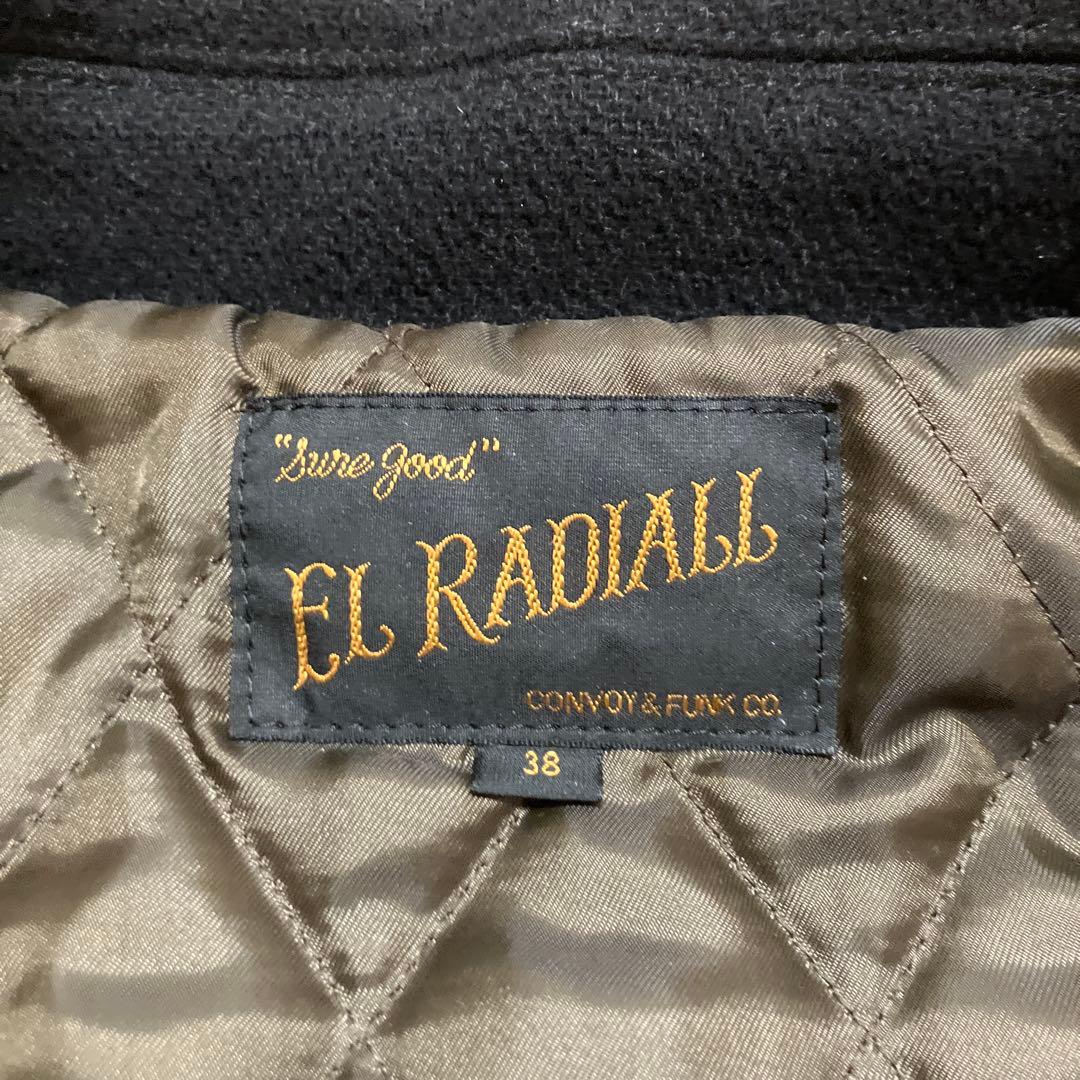 "Sure good"
EL RADIALL
CONVOY & FUNK CO.
38